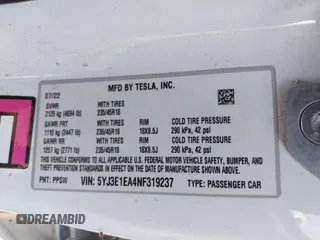 MFD BY TESLA, INC.
07/22
GVWR WITH TIRES
2129 kg (4694 lb) 235/45R18
GAWR FRT WITH TIRES RIM COLD TIRE PRESSURE
1110 kg (2447 lb) 235/45R18 18X8.5J 290 kPa, 42 psi
GAWR RR WITH TIRES RIM COLD TIRE PRESSURE
1257 kg (2771 lb) 235/45R18 18X8.5J 290 kPa, 42 psi
THIS VEHICLE CONFORMS TO ALL APPLICABLE U.S. FEDERAL MOTOR VEHICLE SAFETY, BUMPER, AND
THEFT PREVENTION STANDARDS IN EFFECT ON THE DATE OF MANUFACTURE SHOWN ABOVE.
PNT: PPSW VIN: 5YJ3E1EA4NF319237 TYPE: PASSENGER CAR
DREAMBID